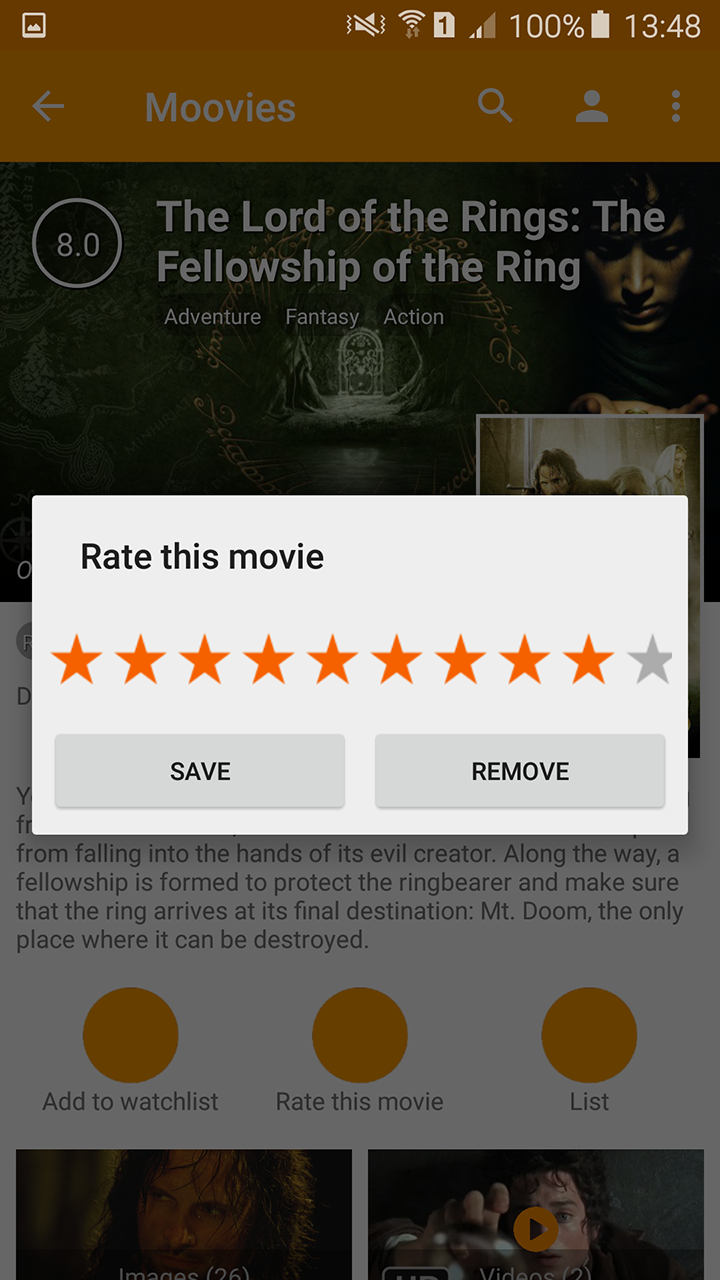 1 100% 13:48
Moovies
8.0
The Lord of the Rings: The
Fellowship of the Ring
Adventure Fantasy Action
Rate this movie
SAVE REMOVE
from falling into the hands of its evil creator. Along the way, a
fellowship is formed to protect the ringbearer and make sure
that the ring arrives at its final destination: Mt. Doom, the only
place where it can be destroyed.
Add to watchlist Rate this movie List
Images (26) Videos (2)